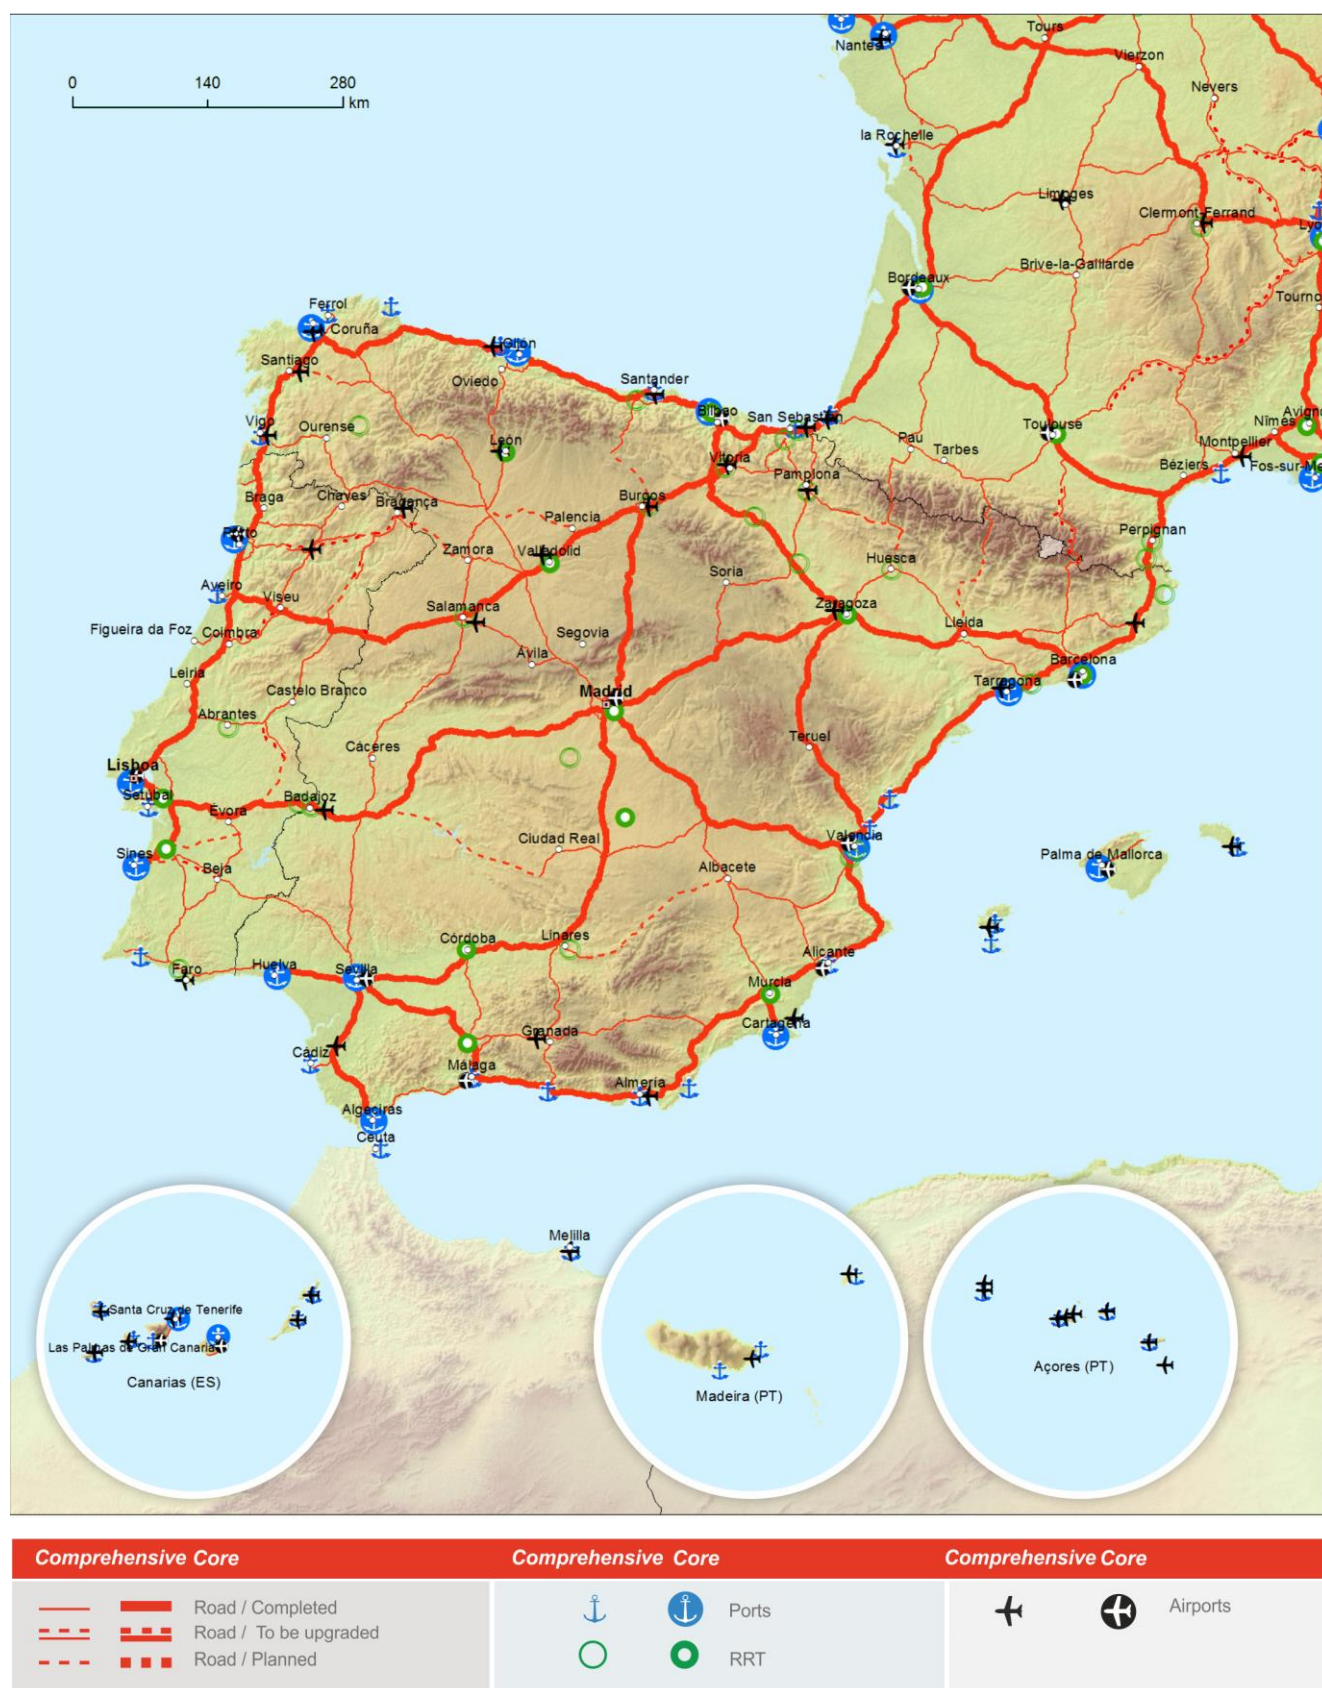 Tours
Nantes
Vierzon
Nevers
0 140 280
km
la Rochelle
Limoges
Clermont-Ferrand
Lyo
Brive-la-Gaillarde
Bordeaux
Tourno
Ferrol
Coruña
Santiago
Gijón
Oviedo
Santander
Bilbao
San Sebastián
Vigo
Ourense
León
Vitoria
Pau
Tarbes
Toulouse
Avigno
Nîmes
Montpellier
Béziers
Fos-sur-Me
Pamplona
Braga
Chaves
Bragança
Burgos
Palencia
Perpignan
Porto
Zamora
Valladolid
Huesca
Soria
Aveiro
Viseu
Salamanca
Zaragoza
Lleida
Figueira da Foz
Coimbra
Segovia
Ávila
Barcelona
Leiria
Castelo Branco
Madrid
Tarragona
Abrantes
Cáceres
Teruel
Lisboa
Setúbal
Évora
Badajoz
Ciudad Real
Valencia
Palma de Mallorca
Sines
Beja
Albacete
Córdoba
Linares
Alicante
Faro
Huelva
Sevilla
Murcia
Cartagena
Granada
Cádiz
Málaga
Almería
Algeciras
Ceuta
Melilla
Santa Cruz de Tenerife
Las Palmas de Gran Canaria
Canarias (ES)
Madeira (PT)
Açores (PT)
Comprehensive Core
Road / Completed
Road / To be upgraded
Road / Planned
Comprehensive Core
Ports
RRT
Comprehensive Core
Airports